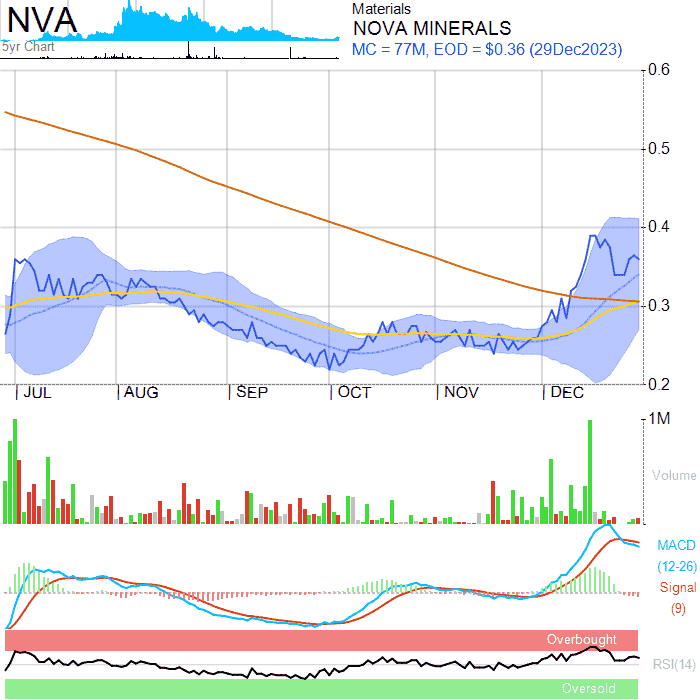 NVA
5yr Chart
Materials
NOVA MINERALS
MC = 77M, EOD = $0.36 (29Dec2023)
0.6
0.5
0.4
0.3
0.2
JUL AUG SEP OCT NOV DEC
1M
Volume
MACD
(12-26)
Signal
(9)
Overbought
RSI(14)
Oversold